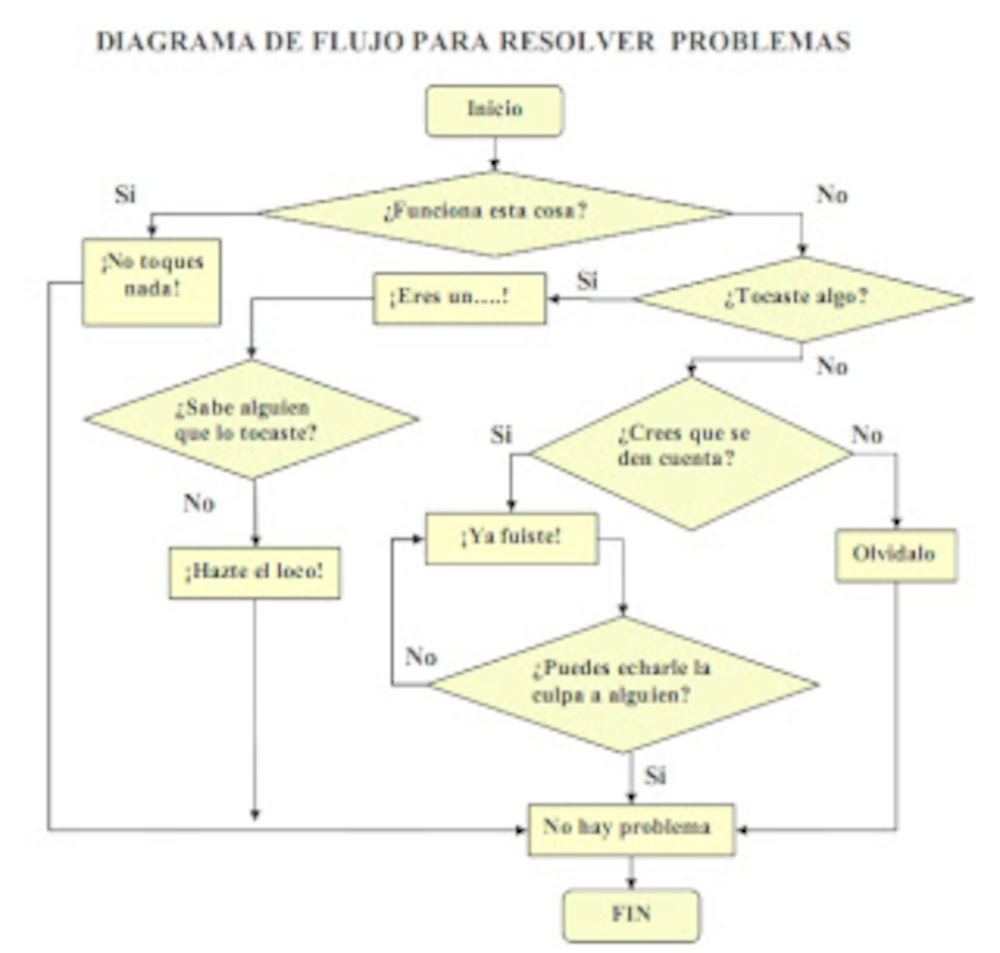 DIAGRAMA DE FLUJO PARA RESOLVER PROBLEMAS
Inicio
Si
¿Funciona esta cosa?
No
¡No toques
nada!
¡Eres un....!
Si
¿Tocaste algo?
No
¿Sabe alguien
que lo tocaste?
Si
¿Crees que se
den cuenta?
No
No
¡Ya fuiste!
Olvidalo
¡Hazte el loco!
No
¿Puedes echarle la
culpa a alguien?
Si
No hay problema
FIN